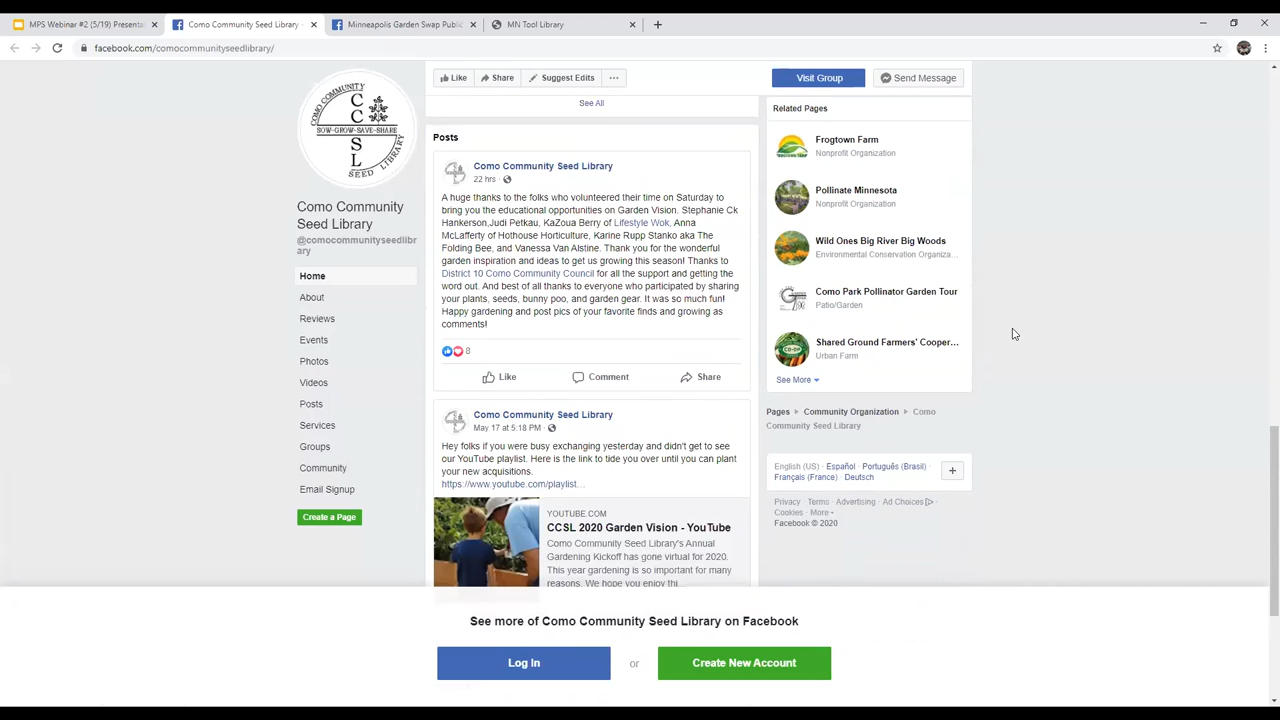 MPS Webinar #2 (5/19) Presentat
Como Community Seed Library -
Minneapolis Garden Swap Public
MN Tool Library
facebook.com/comocommunityseedlibrary/
COMO COMMUNITY
CCSL
SOW-GROW-SAVE-SHARE
SEED LIBRARY
Como Community
Seed Library
@comocommunityseedlibr
ary
Home
About
Reviews
Events
Photos
Videos
Posts
Services
Groups
Community
Email Signup
Create a Page
Like
Share
Suggest Edits
Visit Group
Send Message
See All
Posts
Como Community Seed Library
22 hrs ·
A huge thanks to the folks who volunteered their time on Saturday to
bring you the educational opportunities on Garden Vision. Stephanie Ck
Hankerson,Judi Petkau, KaZoua Berry of Lifestyle Wok, Anna
McLafferty of Hothouse Horticulture, Karine Rupp Stanko aka The
Folding Bee, and Vanessa Van Alstine. Thank you for the wonderful
garden inspiration and ideas to get us growing this season! Thanks to
District 10 Como Community Council for all the support and getting the
word out. And best of all thanks to everyone who participated by sharing
your plants, seeds, bunny poo, and garden gear. It was so much fun!
Happy gardening and post pics of your favorite finds and growing as
comments!
8
Like
Comment
Share
Como Community Seed Library
May 17 at 5:18 PM ·
Hey folks if you were busy exchanging yesterday and didn't get to see
our YouTube playlist. Here is the link to tide you over until you can plant
your new acquisitions.
https://www.youtube.com/playlist…
YOUTUBE.COM
CCSL 2020 Garden Vision - YouTube
Como Community Seed Library's Annual
Gardening Kickoff has gone virtual for 2020.
This year gardening is so important for many
reasons. We hope you enjoy thi...
Related Pages
Frogtown Farm
Nonprofit Organization
Pollinate Minnesota
Nonprofit Organization
Wild Ones Big River Big Woods
Environmental Conservation Organiza...
Como Park Pollinator Garden Tour
Patio/Garden
CO-OP
Shared Ground Farmers' Cooper...
Urban Farm
See More
Pages
Community Organization
Como
Community Seed Library
English (US) · Español · Português (Brasil) ·
Français (France) · Deutsch
Privacy · Terms · Advertising · Ad Choices ·
Cookies · More
Facebook © 2020
See more of Como Community Seed Library on Facebook
Log In
or
Create New Account